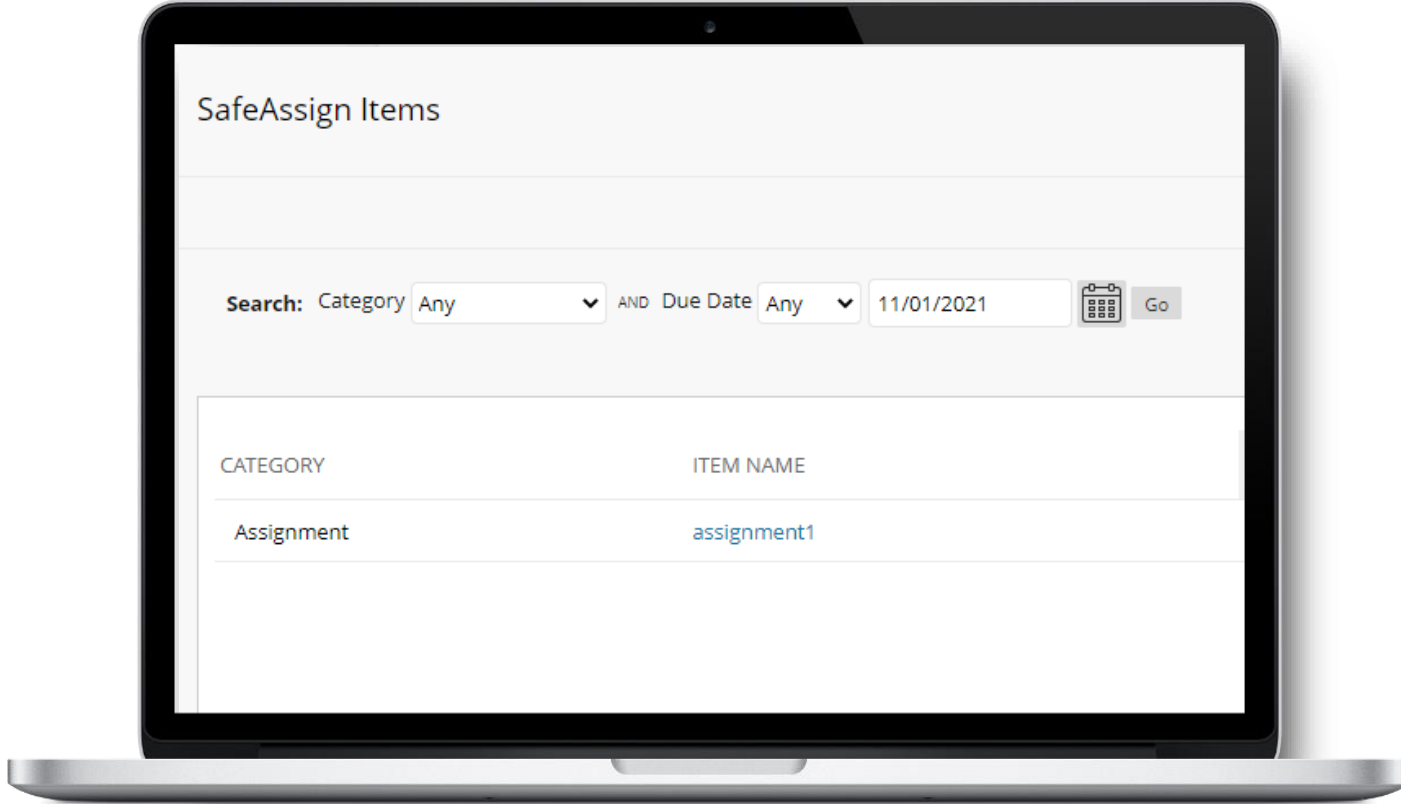 SafeAssign Items
Search: Category Any AND Due Date Any 11/01/2021 Go
CATEGORY ITEM NAME
Assignment assignment1